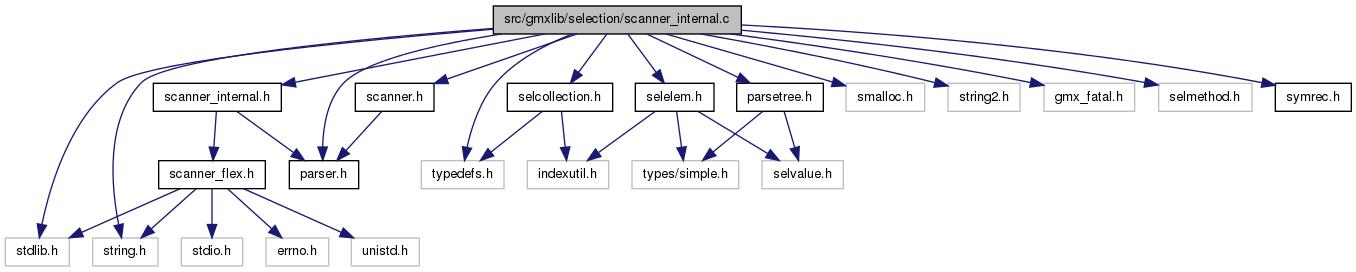 src/gmxlib/selection/scanner_internal.c
scanner_internal.h
scanner.h
selcollection.h
selelem.h
parsetree.h
smalloc.h
string2.h
gmx_fatal.h
selmethod.h
symrec.h
scanner_flex.h
parser.h
typedefs.h
indexutil.h
types/simple.h
selvalue.h
stdlib.h
string.h
stdio.h
errno.h
unistd.h